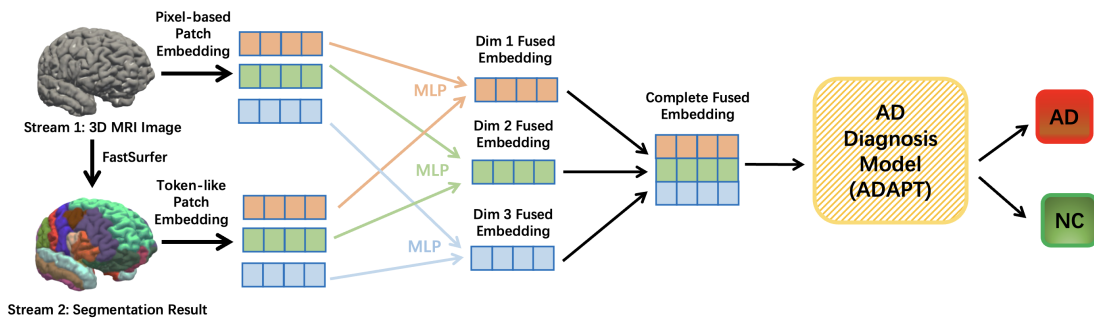 Pixel-based
Patch
Embedding
Stream 1: 3D MRI Image
FastSurfer
Token-like
Patch
Embedding
Stream 2: Segmentation Result
MLP
MLP
MLP
Dim 1 Fused
Embedding
Dim 2 Fused
Embedding
Dim 3 Fused
Embedding
Complete Fused
Embedding
AD
Diagnosis
Model
(ADAPT)
AD
NC